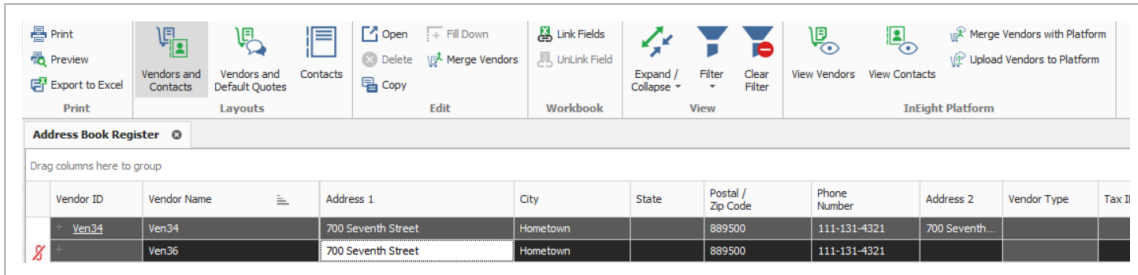 Print
Preview
Export to Excel
Print
Vendors and
Contacts
Vendors and
Default Quotes
Contacts
Layouts
Open
Delete
Copy
Fill Down
Merge Vendors
Edit
Link Fields
UnLink Field
Workbook
Expand /
Collapse
Filter
Clear
Filter
View
View Vendors
View Contacts
Merge Vendors with Platform
Upload Vendors to Platform
InEight Platform
Address Book Register
Drag columns here to group
Vendor ID Vendor Name Address 1 City State Postal / Zip Code Phone Number Address 2 Vendor Type Tax I
Ven34 Ven34 700 Seventh Street Hometown 889500 111-131-4321 700 Seventh...
Ven36 700 Seventh Street Hometown 889500 111-131-4321